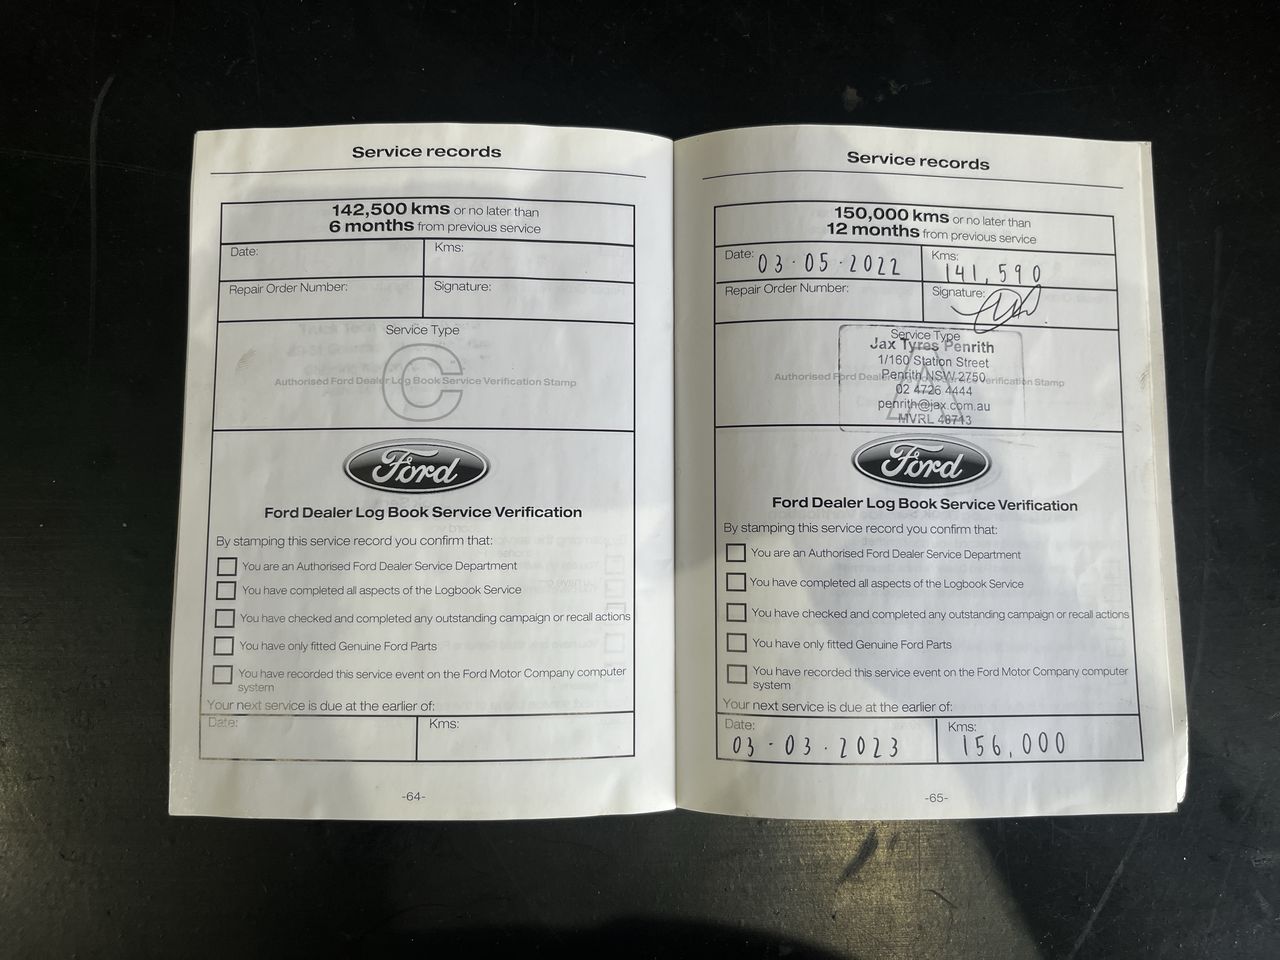 Service records
142,500 kms or no later than
6 months from previous service
Date:
Kms:
Repair Order Number:
Signature:
Service Type
C
Authorised Ford Dealer Log Book Service Verification Stamp
Ford
Ford Dealer Log Book Service Verification
By stamping this service record you confirm that:
You are an Authorised Ford Dealer Service Department
You have completed all aspects of the Logbook Service
You have checked and completed any outstanding campaign or recall actions
You have only fitted Genuine Ford Parts
You have recorded this service event on the Ford Motor Company computer
system
Your next service is due at the earlier of:
Date:
Kms:
-64-
Service records
150,000 kms or no later than
12 months from previous service
Date: 03·05·2022
Kms: 141,590
Repair Order Number:
Signature:
Service Type
A
Authorised Ford Dealer Verification Stamp
Jax Tyres Penrith
1/160 Station Street
Penrith NSW 2750
02 4726 4444
penrith@jax.com.au
MVRL 48713
Ford
Ford Dealer Log Book Service Verification
By stamping this service record you confirm that:
You are an Authorised Ford Dealer Service Department
You have completed all aspects of the Logbook Service
You have checked and completed any outstanding campaign or recall actions
You have only fitted Genuine Ford Parts
You have recorded this service event on the Ford Motor Company computer
system
Your next service is due at the earlier of:
Date: 03-03·2023
Kms: 156,000
-65-